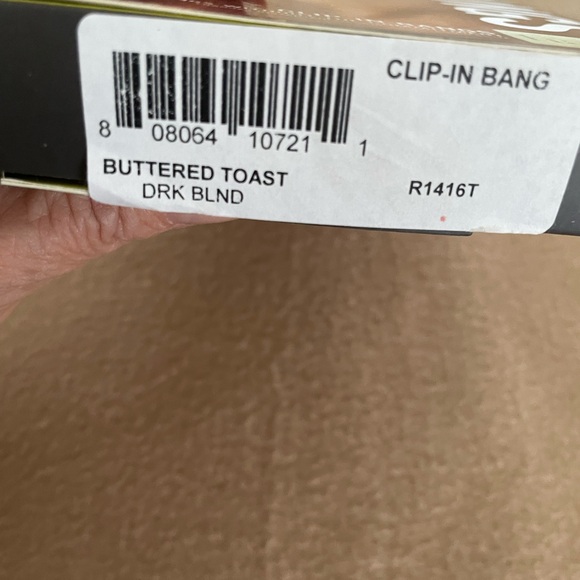 CLIP-IN BANG
8 08064 10721 1
BUTTERED TOAST
DRK BLND
R1416T